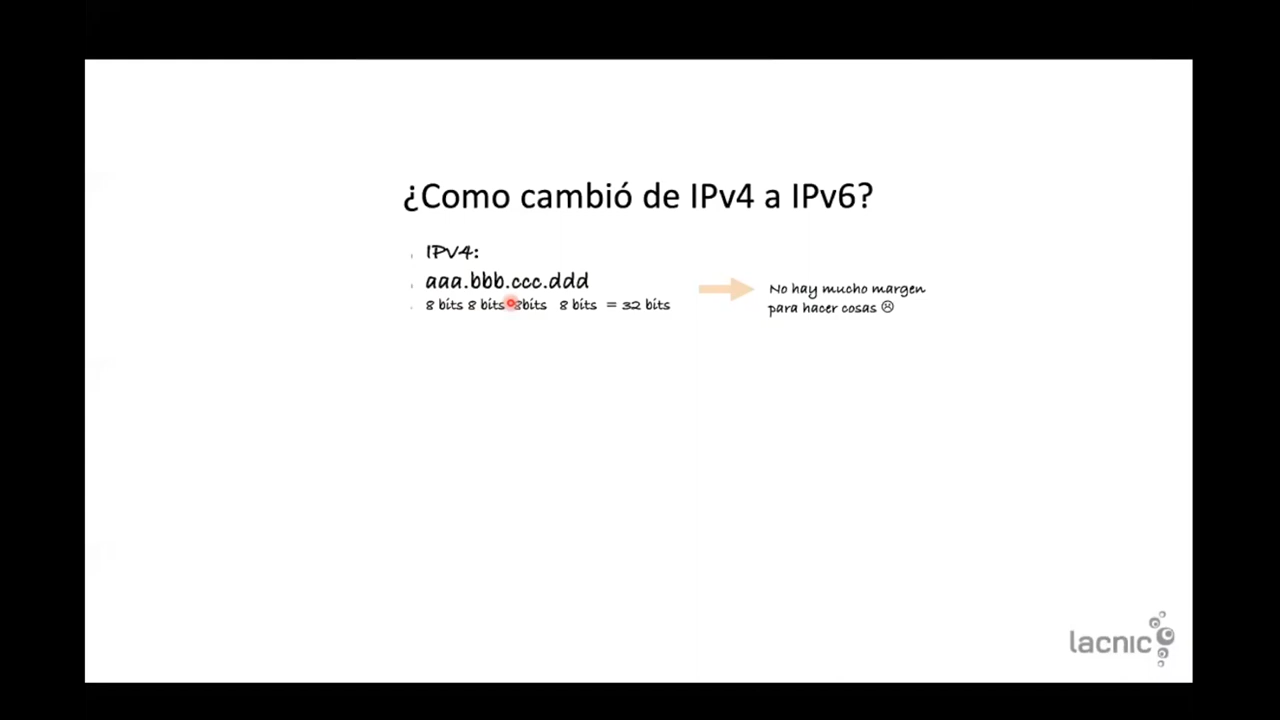 ¿Como cambió de IPv4 a IPv6?
IPV4:
aaa.bbb.ccc.ddd
8 bits 8 bits 8bits 8 bits = 32 bits
No hay mucho margen
para hacer cosas ☹
lacnic